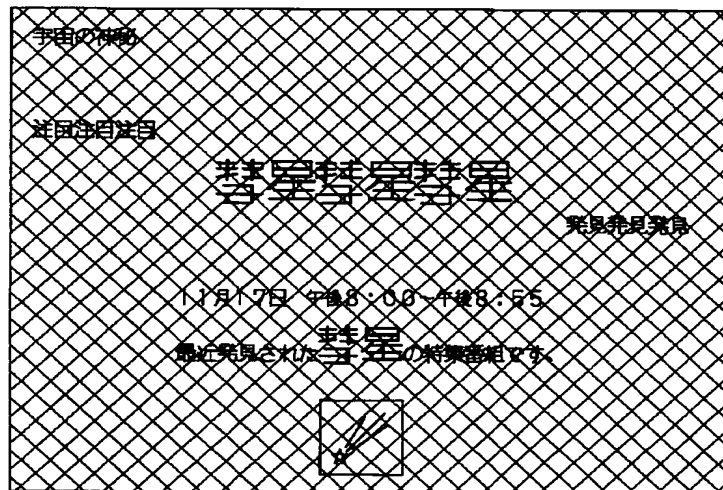 宇宙の神秘
注目注目注目
彗星彗星彗星
発見発見発見
11月17日 午後8:00~午後8:55
最近発見された彗星の特集番組です。